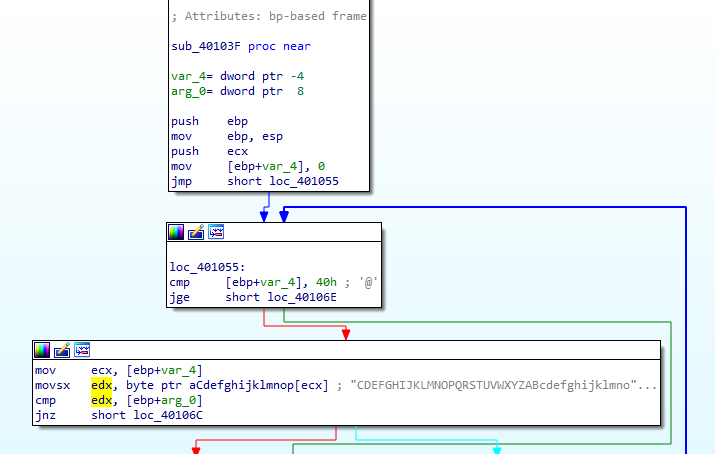 ; Attributes: bp-based frame
sub_40103F proc near
var_4= dword ptr -4
arg_0= dword ptr  8
push    ebp
mov     ebp, esp
push    ecx
mov     [ebp+var_4], 0
jmp     short loc_401055
loc_401055:
cmp     [ebp+var_4], 40h ; '@'
jge     short loc_40106E
mov     ecx, [ebp+var_4]
movsx   edx, byte ptr aCdefghijklmnop[ecx] ; "CDEFGHIJKLMNOPQRSTUVWXYZABcdefghijklmno"...
cmp     edx, [ebp+arg_0]
jnz     short loc_40106C